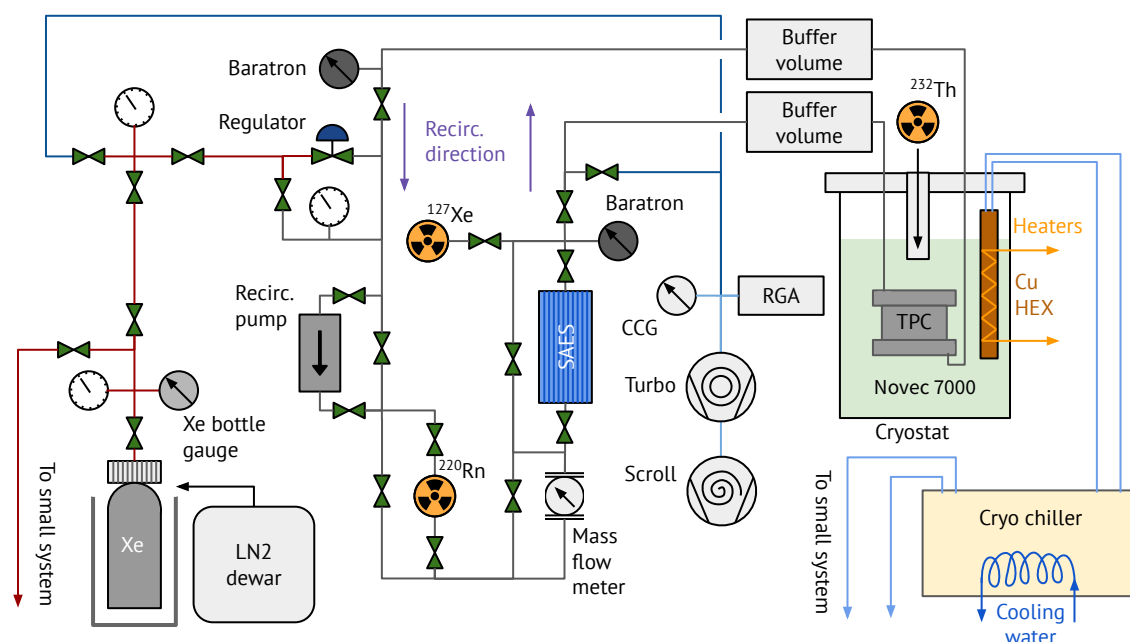 Buffer
volume
Baratron
²³²Th
Buffer
volume
Regulator
Recirc.
direction
¹²⁷Xe
Baratron
Heaters
Recirc.
pump
RGA
Cu
HEX
CCG
SAES
TPC
Turbo
Novec 7000
Xe bottle
gauge
Cryostat
To small system
²²⁰Rn
Scroll
To small system
Xe
LN2
dewar
Mass
flow
meter
Cryo chiller
Cooling
water